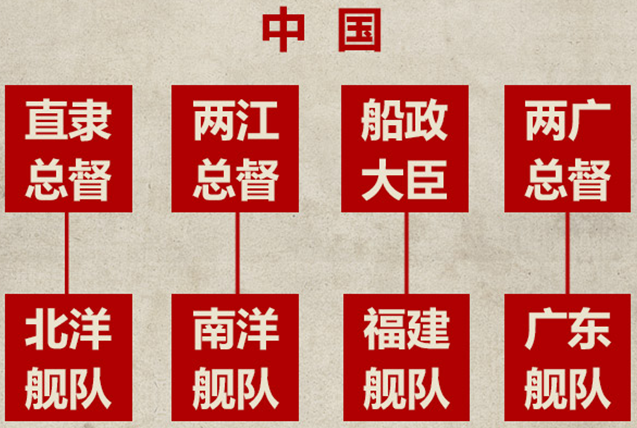 中国
直隶 两江 船政 两广
总督 总督 大臣 总督
北洋 南洋 福建 广东
舰队 舰队 舰队 舰队